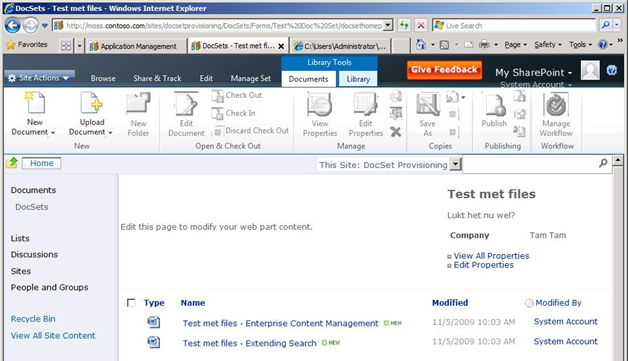 DocSets - Test met files - Windows Internet Explorer
http://moss.contoso.com/sites/docsetprovisioning/DocSets/Forms/Test%20Doc%20Set/docsethomep
Live Search
Favorites
Application Management
DocSets - Test met files
C:\Users\Administrator\...
Page
Safety
Tools
Library Tools
Give Feedback
My SharePoint
System Account
Site Actions
Browse
Share & Track
Edit
Manage Set
Documents
Library
New Document
Upload Document
New Folder
Edit Document
Check Out
Check In
Discard Check Out
View Properties
Edit Properties
Save As
Publish
Manage Workflow
New
Open & Check Out
Manage
Copies
Publishing
Workflow
Home
This Site: DocSet Provisioning
Documents
DocSets
Lists
Discussions
Sites
People and Groups
Recycle Bin
View All Site Content
Edit this page to modify your web part content.
Test met files
Lukt het nu wel?
Company Tam Tam
View All Properties
Edit Properties
Type Name Modified Modified By
Test met files - Enterprise Content Management NEW 11/5/2009 10:03 AM System Account
Test met files - Extending Search NEW 11/5/2009 10:03 AM System Account